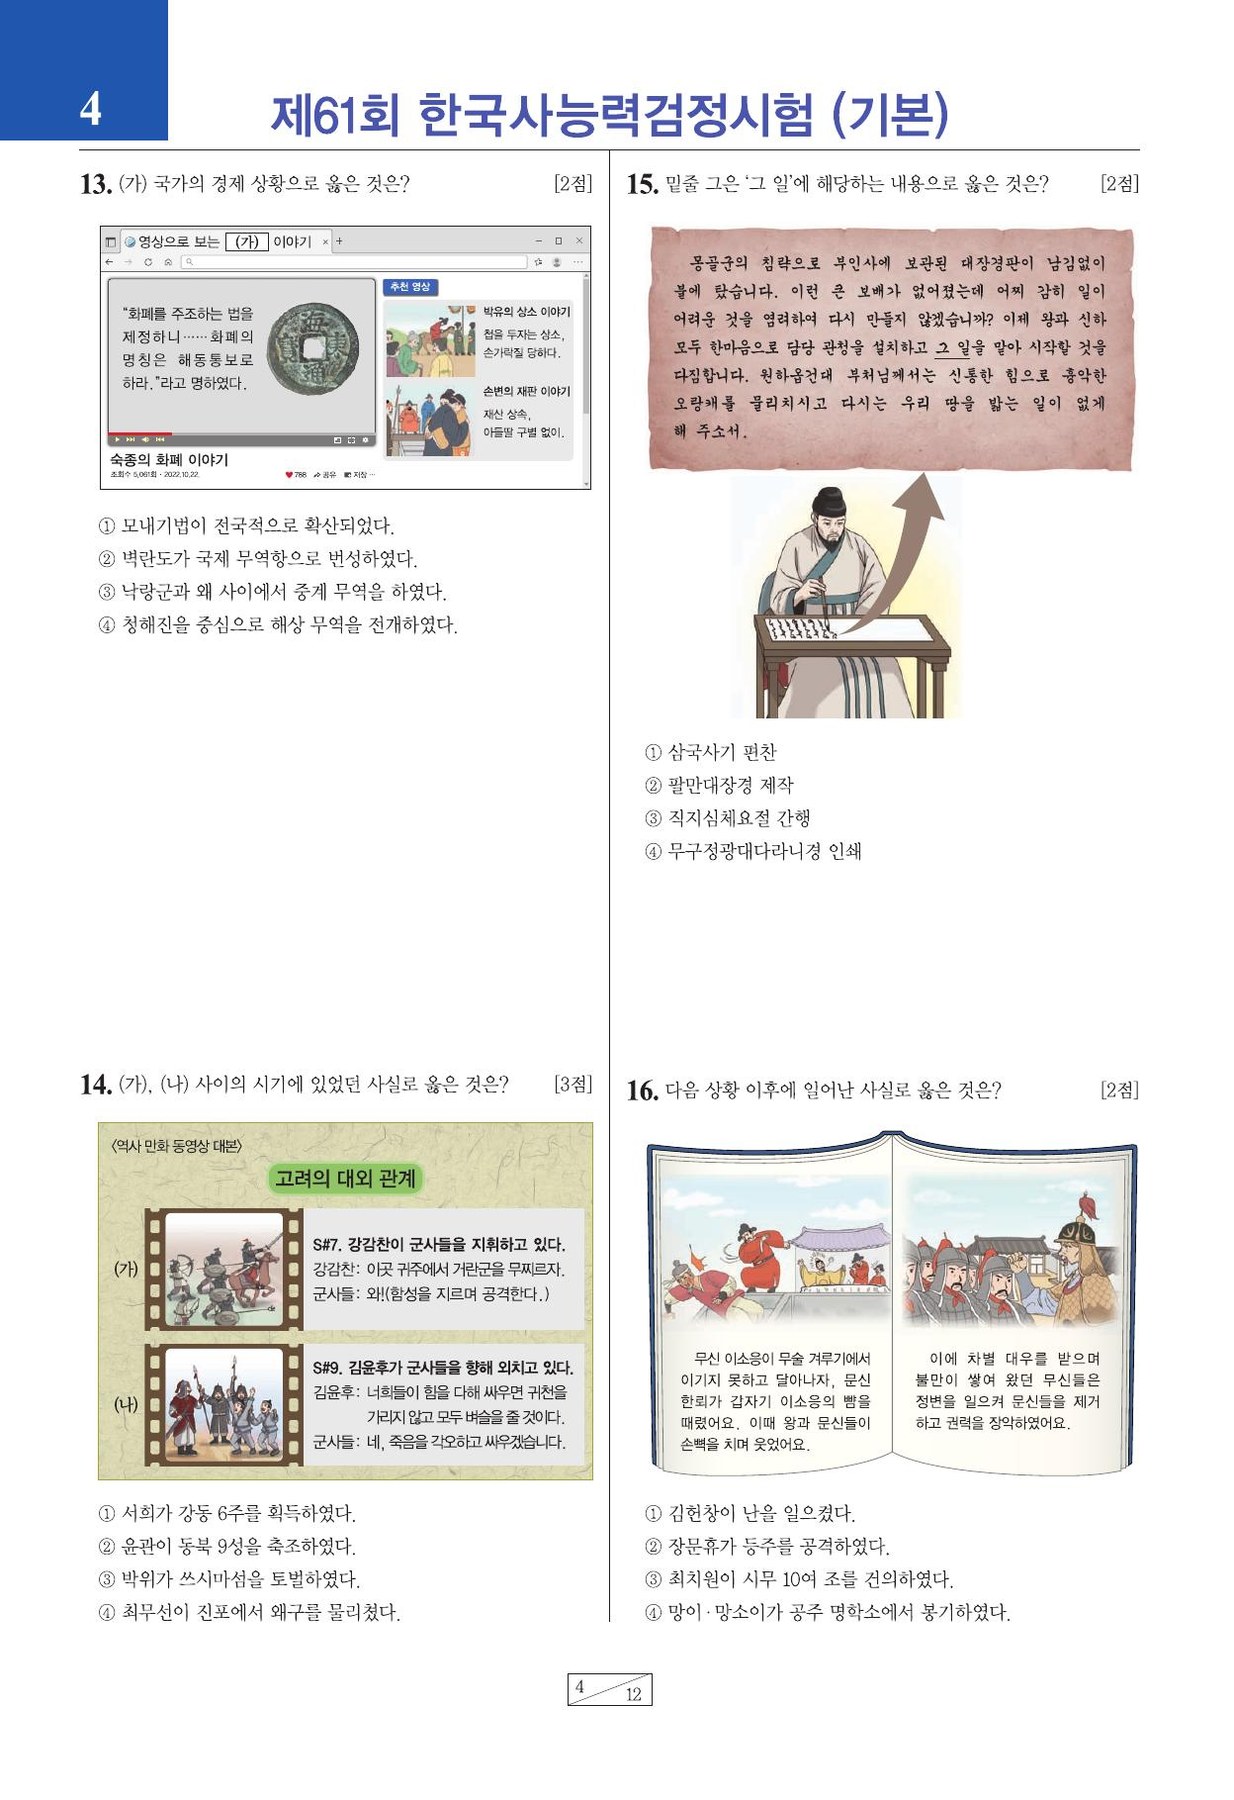 4
제61회 한국사능력검정시험 (기본)
13. (가) 국가의 경제 상황으로 옳은 것은? [2점]
영상으로 보는 (가) 이야기 × +
"화폐를 주조하는 법을
제정하니······화폐의
명칭은 해동통보로
하라."라고 명하였다.
숙종의 화폐 이야기
조회수 5,061회 · 2022.10.22.
788 공유 저장 ···
추천 영상
박유의 상소 이야기
첩을 두자는 상소,
손가락질 당하다.
손변의 재판 이야기
재산 상속,
아들딸 구별 없이.
① 모내기법이 전국적으로 확산되었다.
② 벽란도가 국제 무역항으로 번성하였다.
③ 낙랑군과 왜 사이에서 중계 무역을 하였다.
④ 청해진을 중심으로 해상 무역을 전개하였다.
14. (가), (나) 사이의 시기에 있었던 사실로 옳은 것은? [3점]
〈역사 만화 동영상 대본〉
고려의 대외 관계
(가)
S#7. 강감찬이 군사들을 지휘하고 있다.
강감찬: 이곳 귀주에서 거란군을 무찌르자.
군사들: 와!(함성을 지르며 공격한다.)
(나)
S#9. 김윤후가 군사들을 향해 외치고 있다.
김윤후: 너희들이 힘을 다해 싸우면 귀천을
가리지 않고 모두 벼슬을 줄 것이다.
군사들: 네, 죽음을 각오하고 싸우겠습니다.
① 서희가 강동 6주를 획득하였다.
② 윤관이 동북 9성을 축조하였다.
③ 박위가 쓰시마섬을 토벌하였다.
④ 최무선이 진포에서 왜구를 물리쳤다.
15. 밑줄 그은 '그 일'에 해당하는 내용으로 옳은 것은? [2점]
몽골군의 침략으로 부인사에 보관된 대장경판이 남김없이
불에 탔습니다. 이런 큰 보배가 없어졌는데 어찌 감히 일이
어려운 것을 염려하여 다시 만들지 않겠습니까? 이제 왕과 신하
모두 한마음으로 담당 관청을 설치하고 그 일을 맡아 시작할 것을
다짐합니다. 원하옵건대 부처님께서는 신통한 힘으로 흉악한
오랑캐를 물리치시고 다시는 우리 땅을 밟는 일이 없게
해 주소서.
① 삼국사기 편찬
② 팔만대장경 제작
③ 직지심체요절 간행
④ 무구정광대다라니경 인쇄
16. 다음 상황 이후에 일어난 사실로 옳은 것은? [2점]
무신 이소응이 무술 겨루기에서
이기지 못하고 달아나자, 문신
한뢰가 갑자기 이소응의 뺨을
때렸어요. 이때 왕과 문신들이
손뼉을 치며 웃었어요.
이에 차별 대우를 받으며
불만이 쌓여 왔던 무신들은
정변을 일으켜 문신들을 제거
하고 권력을 장악하였어요.
① 김헌창이 난을 일으켰다.
② 장문휴가 등주를 공격하였다.
③ 최치원이 시무 10여 조를 건의하였다.
④ 망이·망소이가 공주 명학소에서 봉기하였다.
4
12